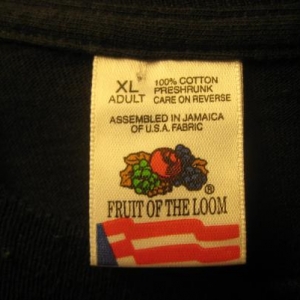 XL 100% COTTON
ADULT PRESHRUNK
CARE ON REVERSE
ASSEMBLED IN JAMAICA
OF U.S.A. FABRIC
®
FRUIT OF THE LOOM